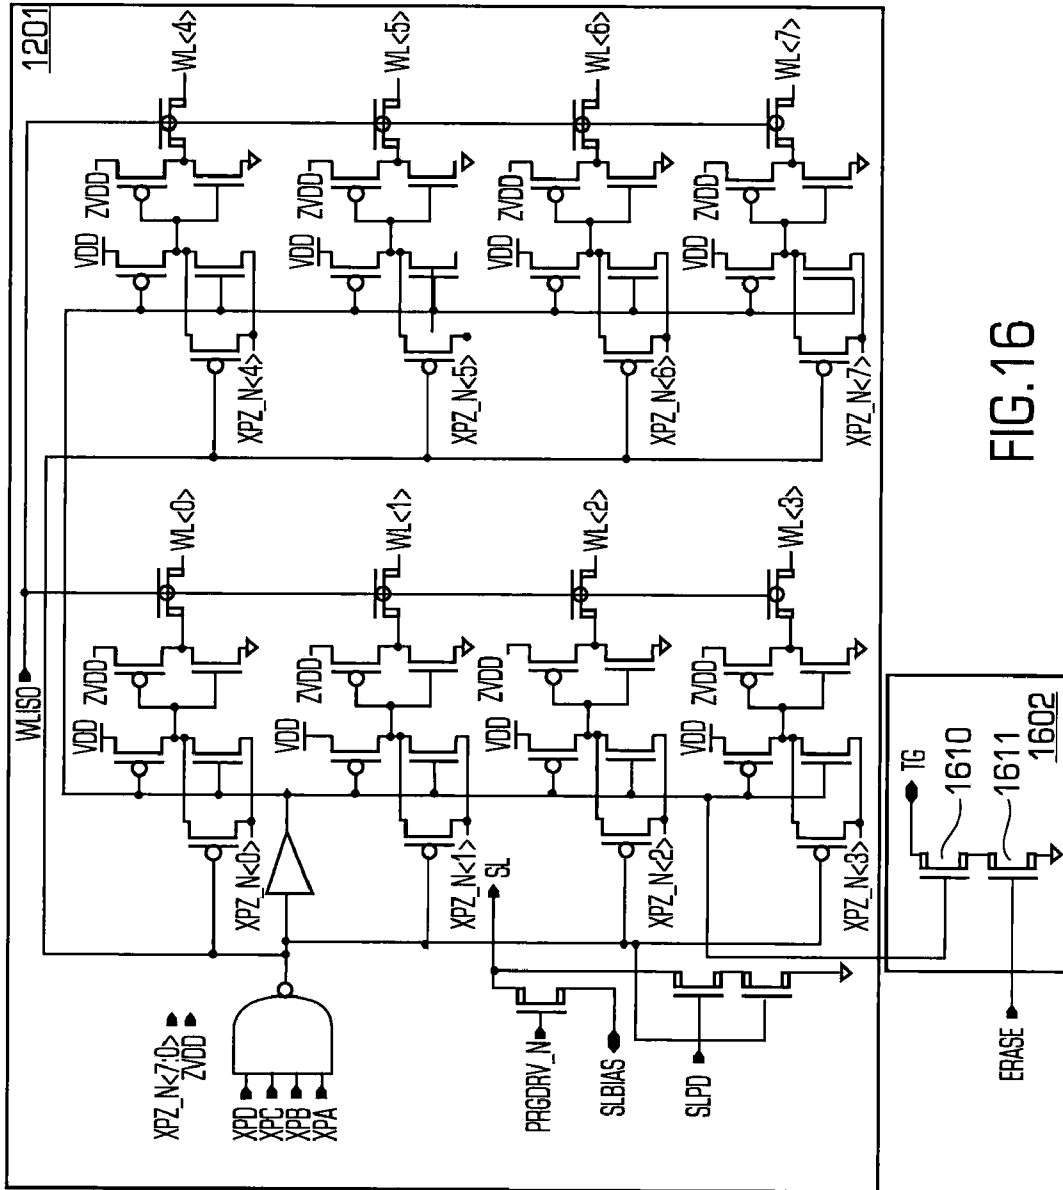 1201
WLISO
VDD
ZVDD
WL<0>
XPZ_N<0>
VDD
ZVDD
WL<1>
XPZ_N<1>
VDD
ZVDD
WL<2>
XPZ_N<2>
VDD
ZVDD
WL<3>
XPZ_N<3>
VDD
ZVDD
WL<4>
XPZ_N<4>
VDD
ZVDD
WL<5>
XPZ_N<5>
VDD
ZVDD
WL<6>
XPZ_N<6>
VDD
ZVDD
WL<7>
XPZ_N<7>
XPZ_N<7:0>
ZVDD
XPD
XPC
XPB
XPA
SL
PRGDRV_N
SLBIAS
SLPD
TG
1610
1611
1602
ERASE
FIG.16